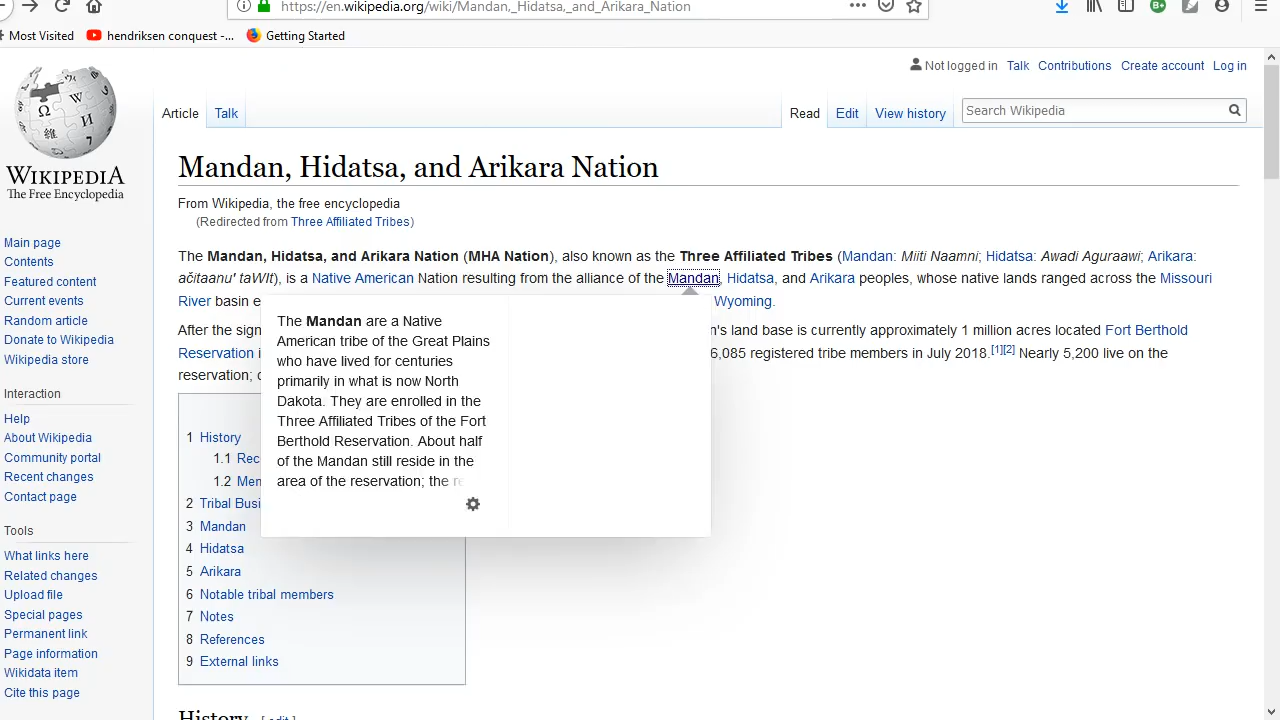 https://en.wikipedia.org/wiki/Mandan,_Hidatsa,_and_Arikara_Nation
Most Visited hendriksen conquest -... Getting Started
Not logged in Talk Contributions Create account Log in
Article Talk Read Edit View history Search Wikipedia
WIKIPEDIA
The Free Encyclopedia
Main page
Contents
Featured content
Current events
Random article
Donate to Wikipedia
Wikipedia store
Interaction
Help
About Wikipedia
Community portal
Recent changes
Contact page
Tools
What links here
Related changes
Upload file
Special pages
Permanent link
Page information
Wikidata item
Cite this page
Mandan, Hidatsa, and Arikara Nation
From Wikipedia, the free encyclopedia
(Redirected from Three Affiliated Tribes)
The Mandan, Hidatsa, and Arikara Nation (MHA Nation), also known as the Three Affiliated Tribes (Mandan: Miiti Naamni; Hidatsa: Awadi Aguraawi; Arikara:
ačitaanu' taWIt), is a Native American Nation resulting from the alliance of the Mandan, Hidatsa, and Arikara peoples, whose native lands ranged across the Missouri
River basin e Wyoming.
After the sign n's land base is currently approximately 1 million acres located Fort Berthold
Reservation i 6,085 registered tribe members in July 2018.[1][2] Nearly 5,200 live on the
reservation; o
The Mandan are a Native
American tribe of the Great Plains
who have lived for centuries
primarily in what is now North
Dakota. They are enrolled in the
Three Affiliated Tribes of the Fort
Berthold Reservation. About half
of the Mandan still reside in the
area of the reservation; the re
1 History
1.1 Rec
1.2 Men
2 Tribal Busi
3 Mandan
4 Hidatsa
5 Arikara
6 Notable tribal members
7 Notes
8 References
9 External links
History [ edit ]